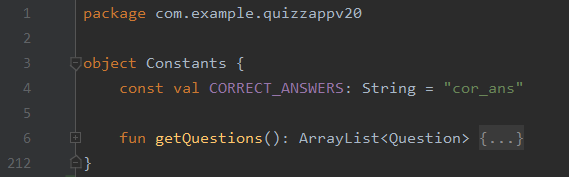 1 package com.example.quizzappv20
2
3 object Constants {
4 const val CORRECT_ANSWERS: String = "cor_ans"
5
6 fun getQuestions(): ArrayList<Question> {...}
212 }